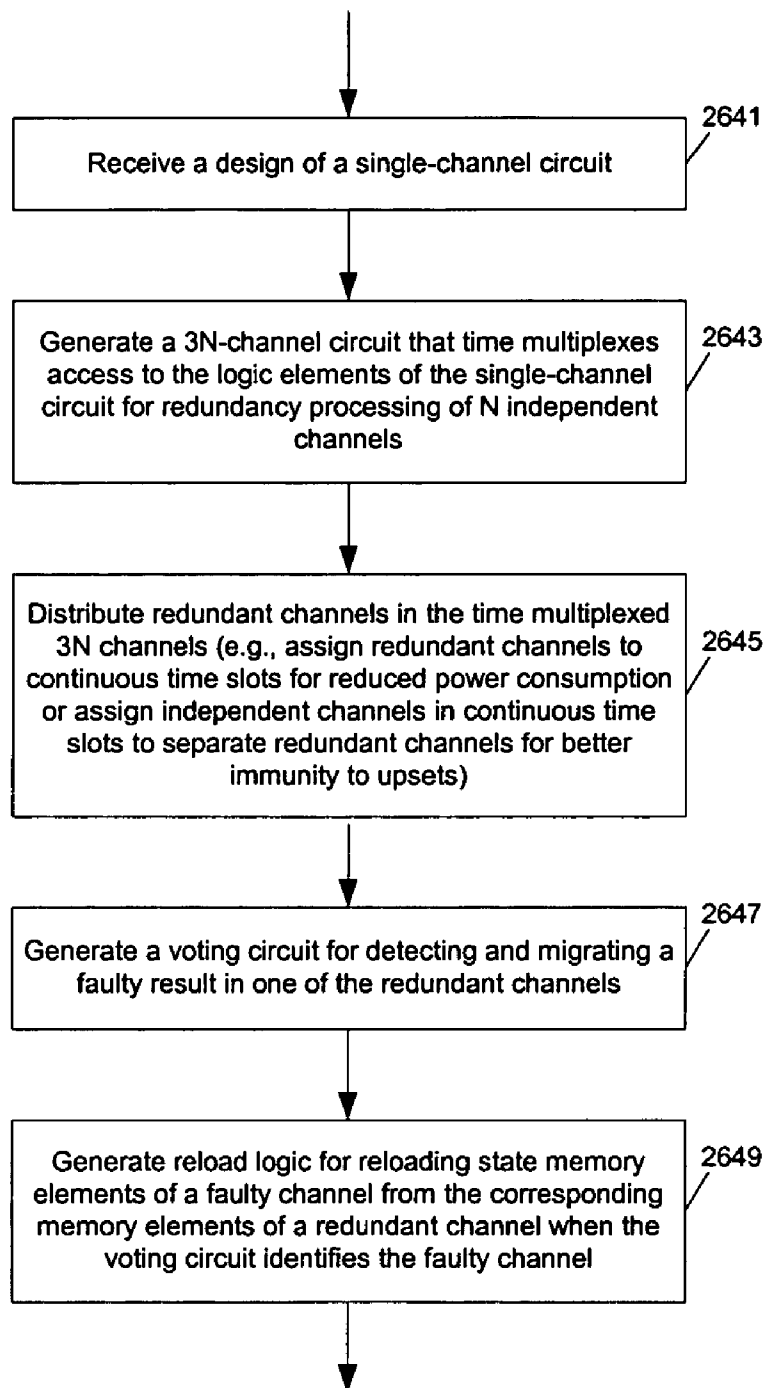 2641
Receive a design of a single-channel circuit
2643
Generate a 3N-channel circuit that time multiplexes
access to the logic elements of the single-channel
circuit for redundancy processing of N independent
channels
2645
Distribute redundant channels in the time multiplexed
3N channels (e.g., assign redundant channels to
continuous time slots for reduced power consumption
or assign independent channels in continuous time
slots to separate redundant channels for better
immunity to upsets)
2647
Generate a voting circuit for detecting and migrating a
faulty result in one of the redundant channels
2649
Generate reload logic for reloading state memory
elements of a faulty channel from the corresponding
memory elements of a redundant channel when the
voting circuit identifies the faulty channel